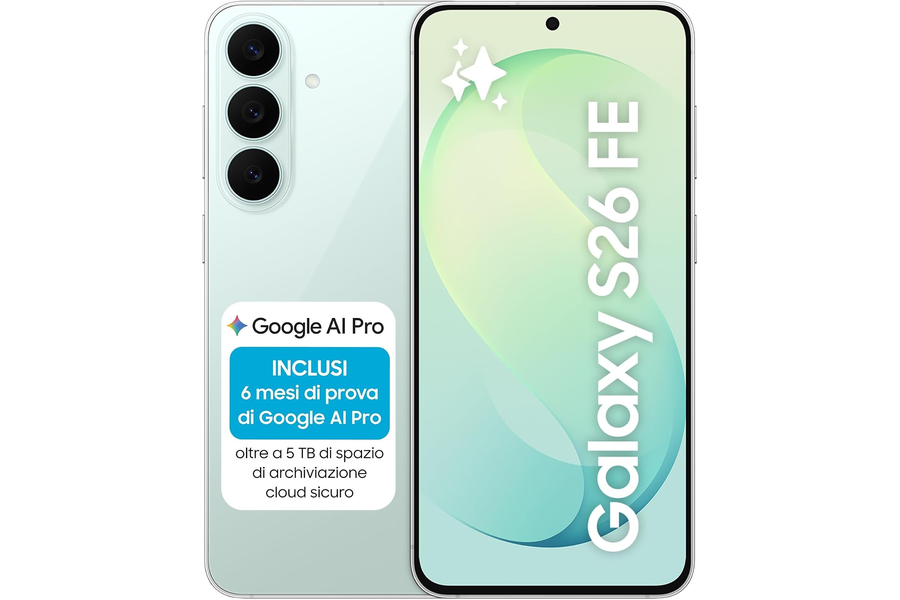 Google AI Pro
INCLUSI
6 mesi di prova
di Google AI Pro
oltre a 5 TB di spazio
di archiviazione
cloud sicuro
Galaxy S26 FE